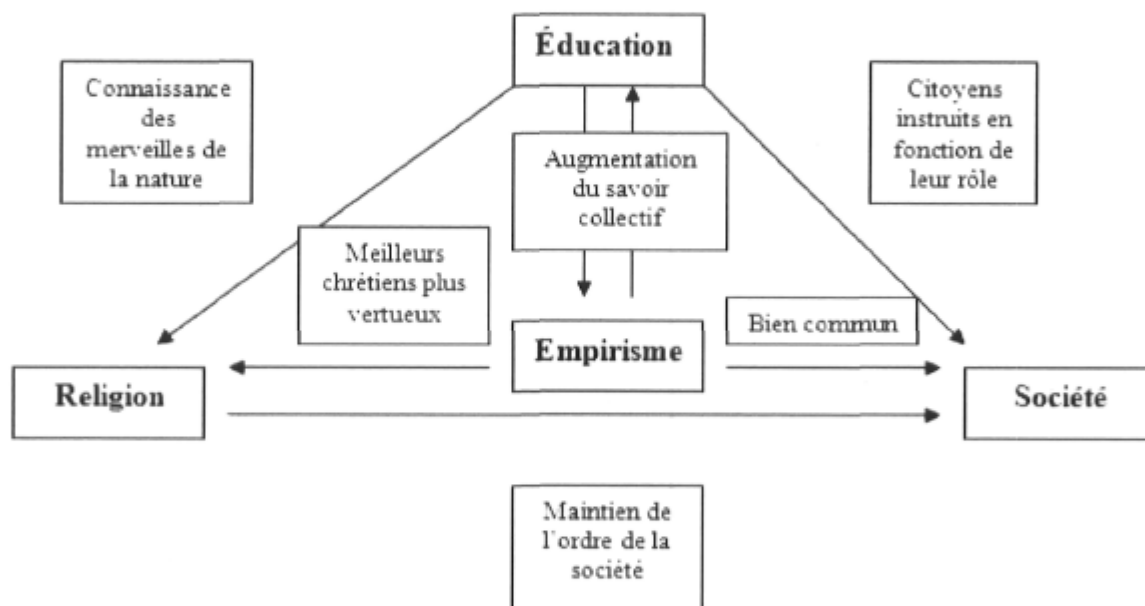 Éducation
Connaissance
des
merveilles de
la nature
Citoyens
instruits en
fonction de
leur rôle
Augmentation
du savoir
collectif
Meilleurs
chrétiens plus
vertueux
Bien commun
Empirisme
Religion
Société
Maintien de
l'ordre de la
société